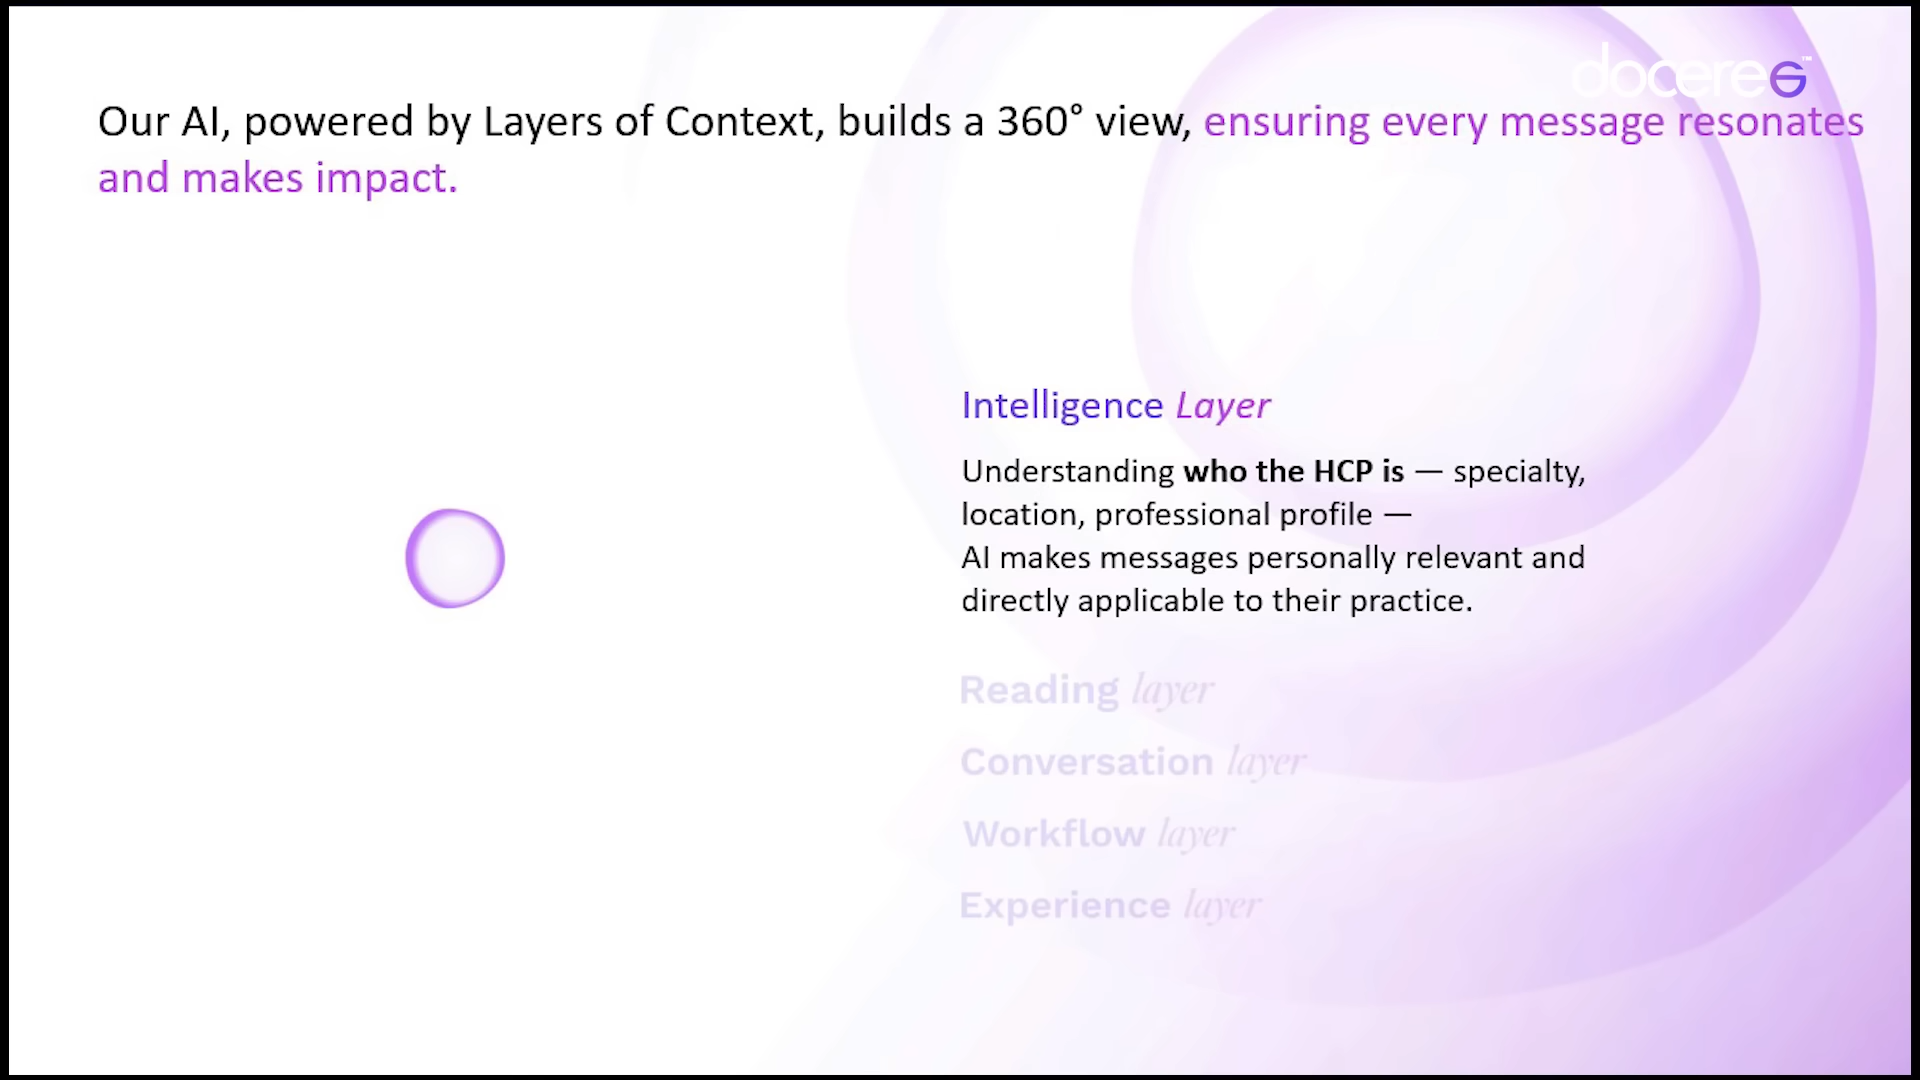 doceree™
Our AI, powered by Layers of Context, builds a 360° view, ensuring every message resonates
and makes impact.
Intelligence Layer
Understanding who the HCP is — specialty,
location, professional profile —
AI makes messages personally relevant and
directly applicable to their practice.
Reading layer
Conversation layer
Workflow layer
Experience layer